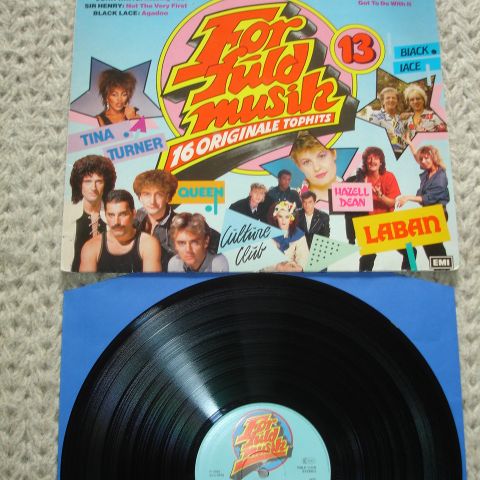 SIR HENRY: Not The Very First
BLACK LACE: Agadoo
Got To Do With It
For
fuld
musik
13
16 ORIGINALE TOPHITS
BLACK
LACE
TINA
TURNER
QUEEN
Culture
Club
HAZELL
DEAN
LABAN
EMI
For
fuld
musik
STEREO